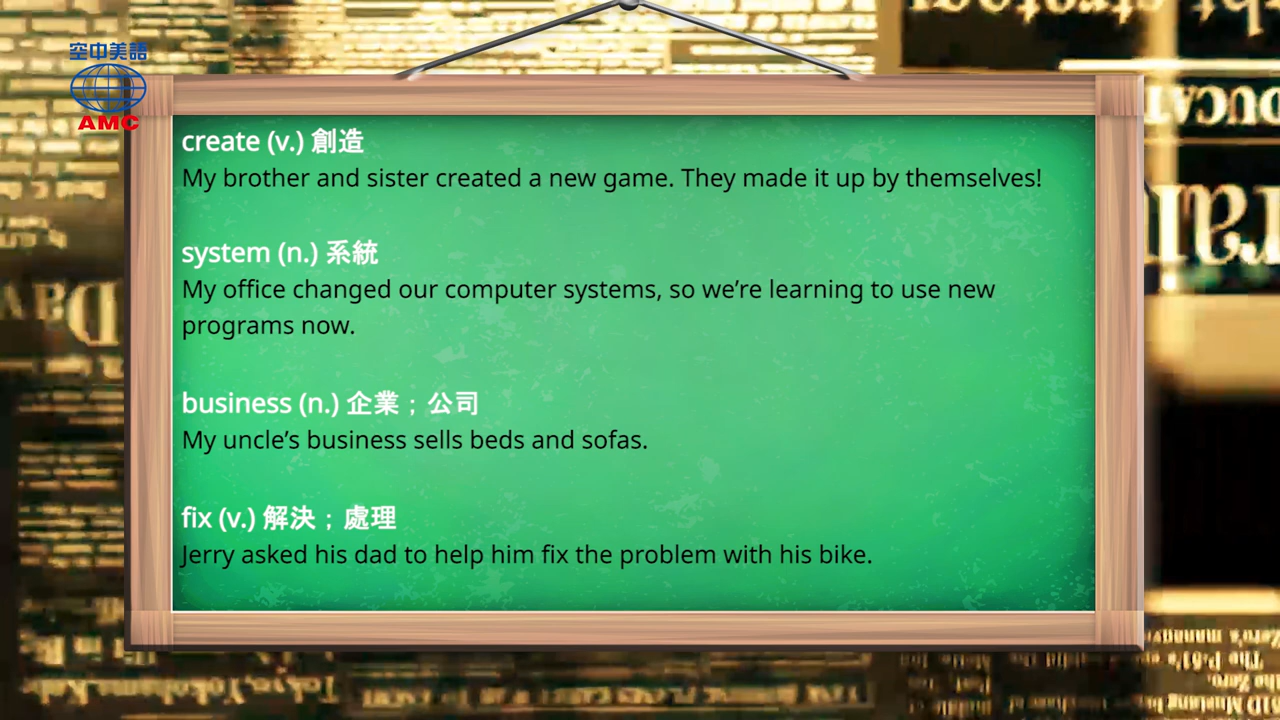 空中美語
AMC
create (v.) 創造
My brother and sister created a new game. They made it up by themselves!
system (n.) 系統
My office changed our computer systems, so we’re learning to use new
programs now.
business (n.) 企業；公司
My uncle’s business sells beds and sofas.
fix (v.) 解決；處理
Jerry asked his dad to help him fix the problem with his bike.